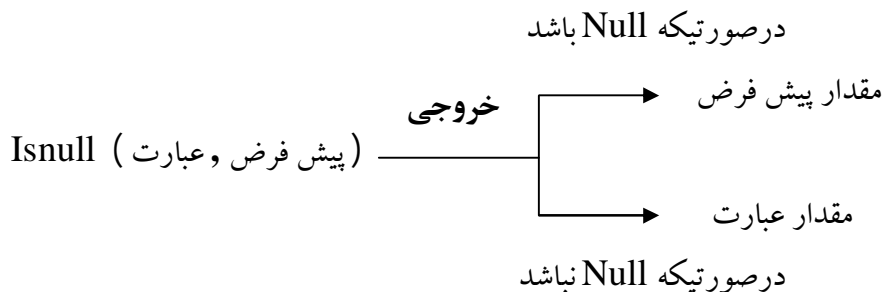 درصورتیکه Null باشد
مقدار پیش فرض
خروجی
Isnull ( پیش فرض , عبارت )
مقدار عبارت
درصورتیکه Null نباشد